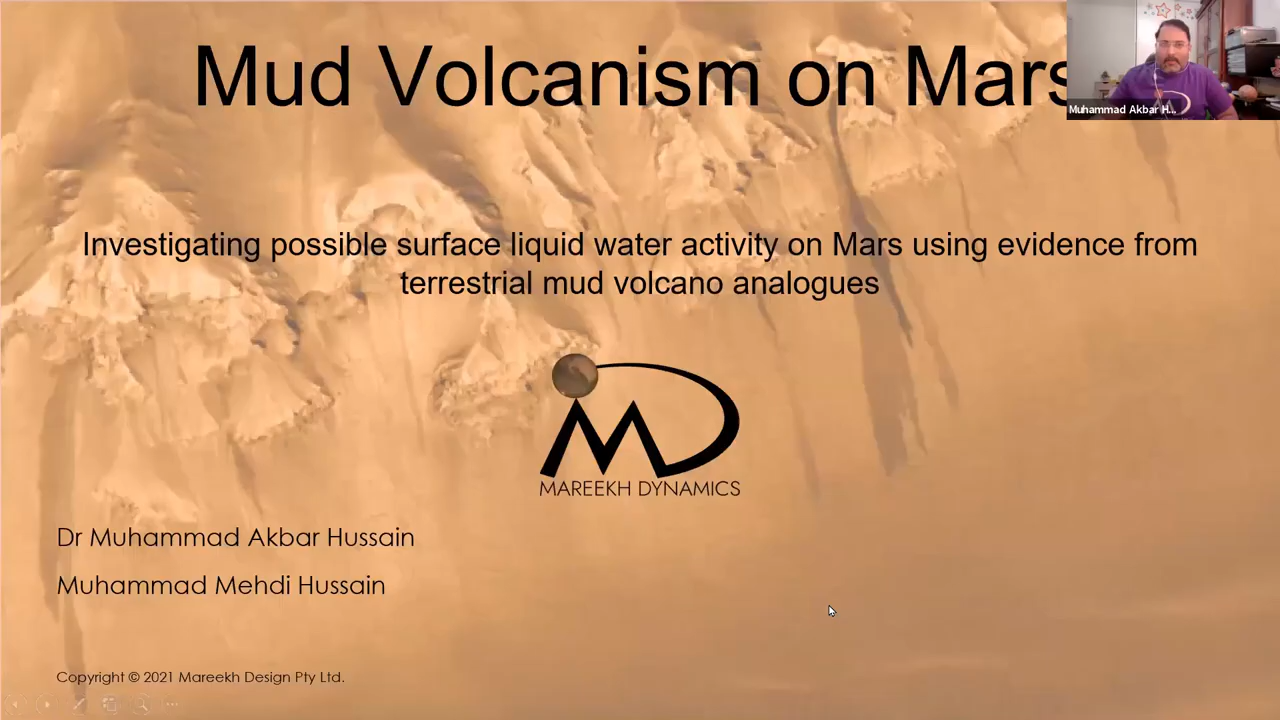 Mud Volcanism on Mars
Muhammad Akbar H...
Investigating possible surface liquid water activity on Mars using evidence from
terrestrial mud volcano analogues
MAREEKH DYNAMICS
Dr Muhammad Akbar Hussain
Muhammad Mehdi Hussain
Copyright © 2021 Mareekh Design Pty Ltd.